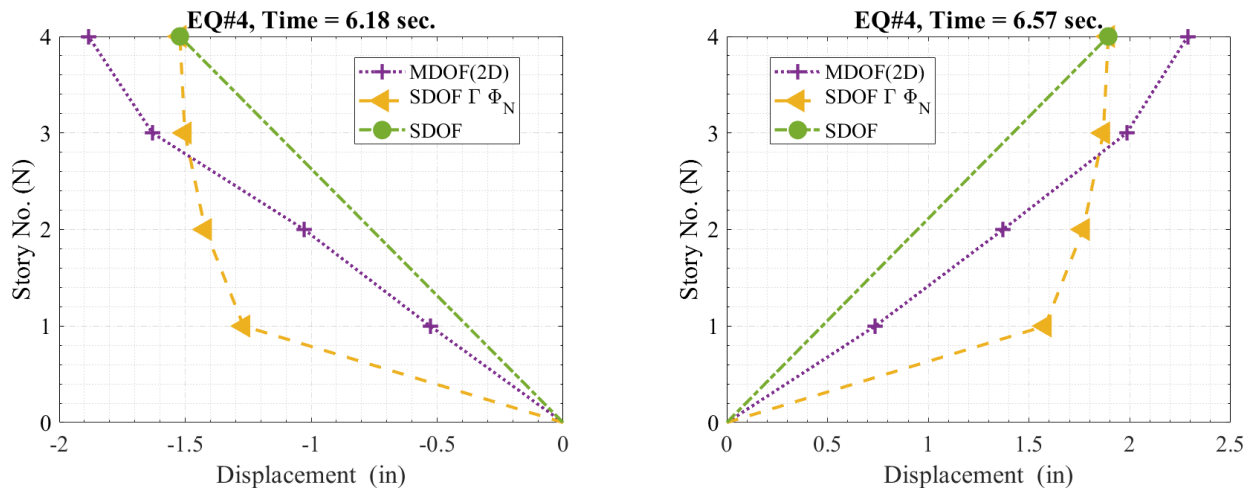 EQ#4, Time = 6.18 sec.
4
3
2
1
0
Story No. (N)
MDOF(2D)
SDOF Γ Φ_N
SDOF
-2
-1.5
-1
-0.5
0
Displacement (in)
EQ#4, Time = 6.57 sec.
4
3
2
1
0
Story No. (N)
MDOF(2D)
SDOF Γ Φ_N
SDOF
0
0.5
1
1.5
2
2.5
Displacement (in)